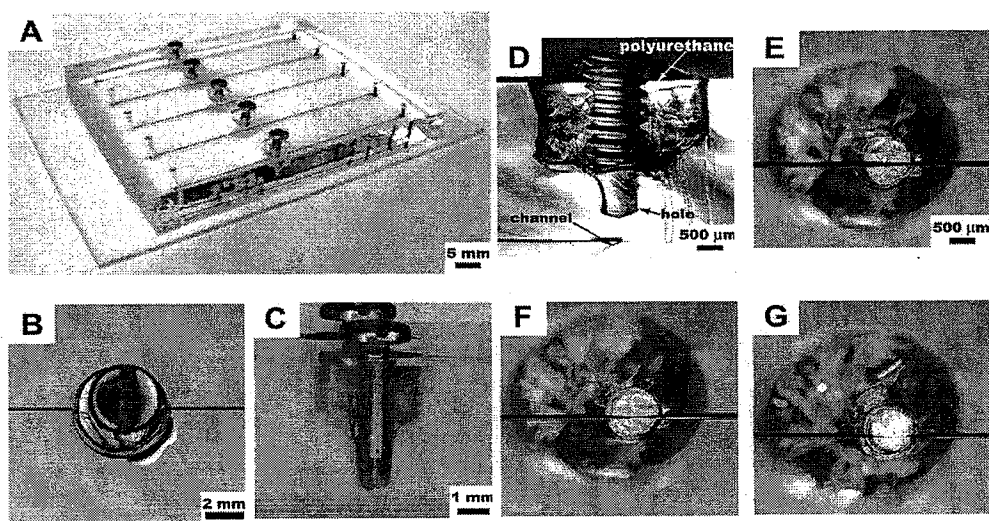 A
5 mm
D
polyurethane
channel
hole
500 µm
E
500 µm
B
2 mm
C
1 mm
F
G